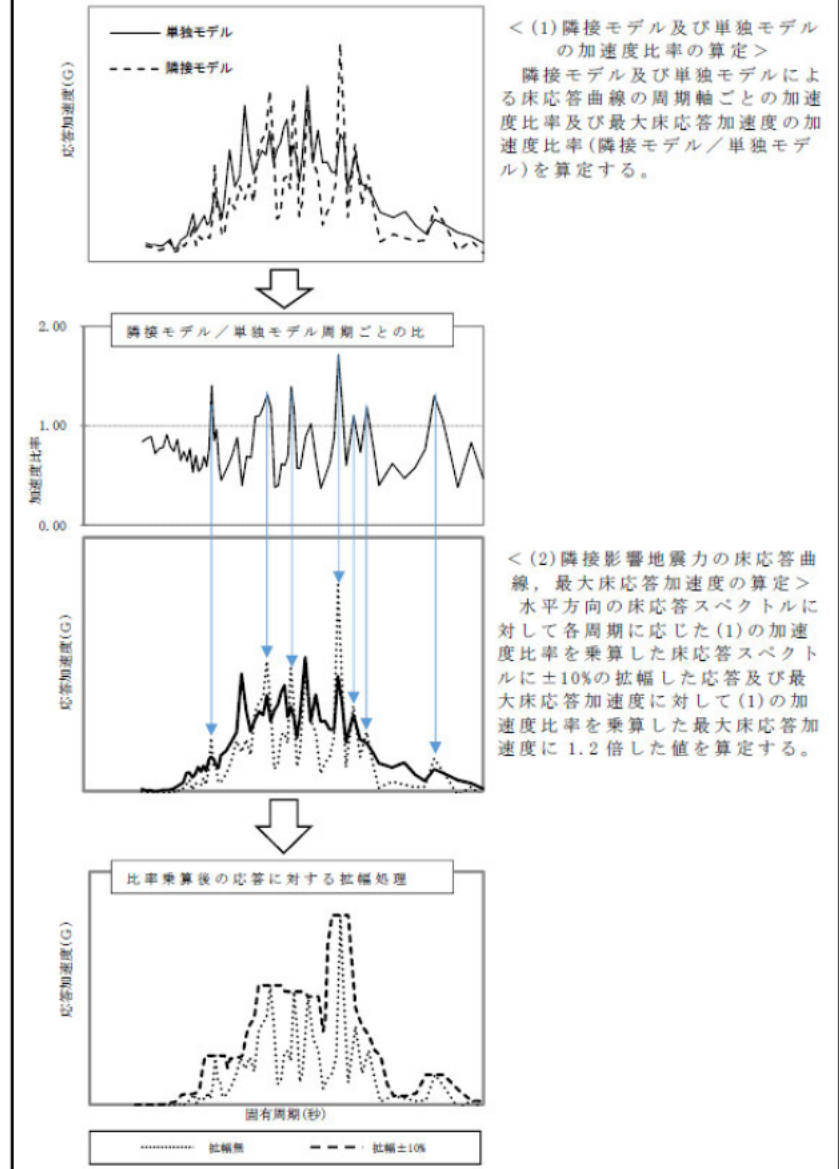 単独モデル
隣接モデル
応答加速度(G)
＜(1)隣接モデル及び単独モデル
の加速度比率の算定＞
隣接モデル及び単独モデルによ
る床応答曲線の周期軸ごとの加速
度比率及び最大床応答加速度の加
速度比率(隣接モデル／単独モデ
ル)を算定する。
隣接モデル／単独モデル周期ごとの比
2.00
1.00
0.00
加速度比率
応答加速度(G)
＜(2)隣接影響地震力の床応答曲
線，最大床応答加速度の算定＞
水平方向の床応答スペクトルに
対して各周期に応じた(1)の加速
度比率を乗算した床応答スペクト
ルに±10%の拡幅した応答及び最
大床応答加速度に対して(1)の加
速度比率を乗算した最大床応答加
速度に1.2倍した値を算定する。
比率乗算後の応答に対する拡幅処理
応答加速度(G)
固有周期(秒)
拡幅無
拡幅±10%